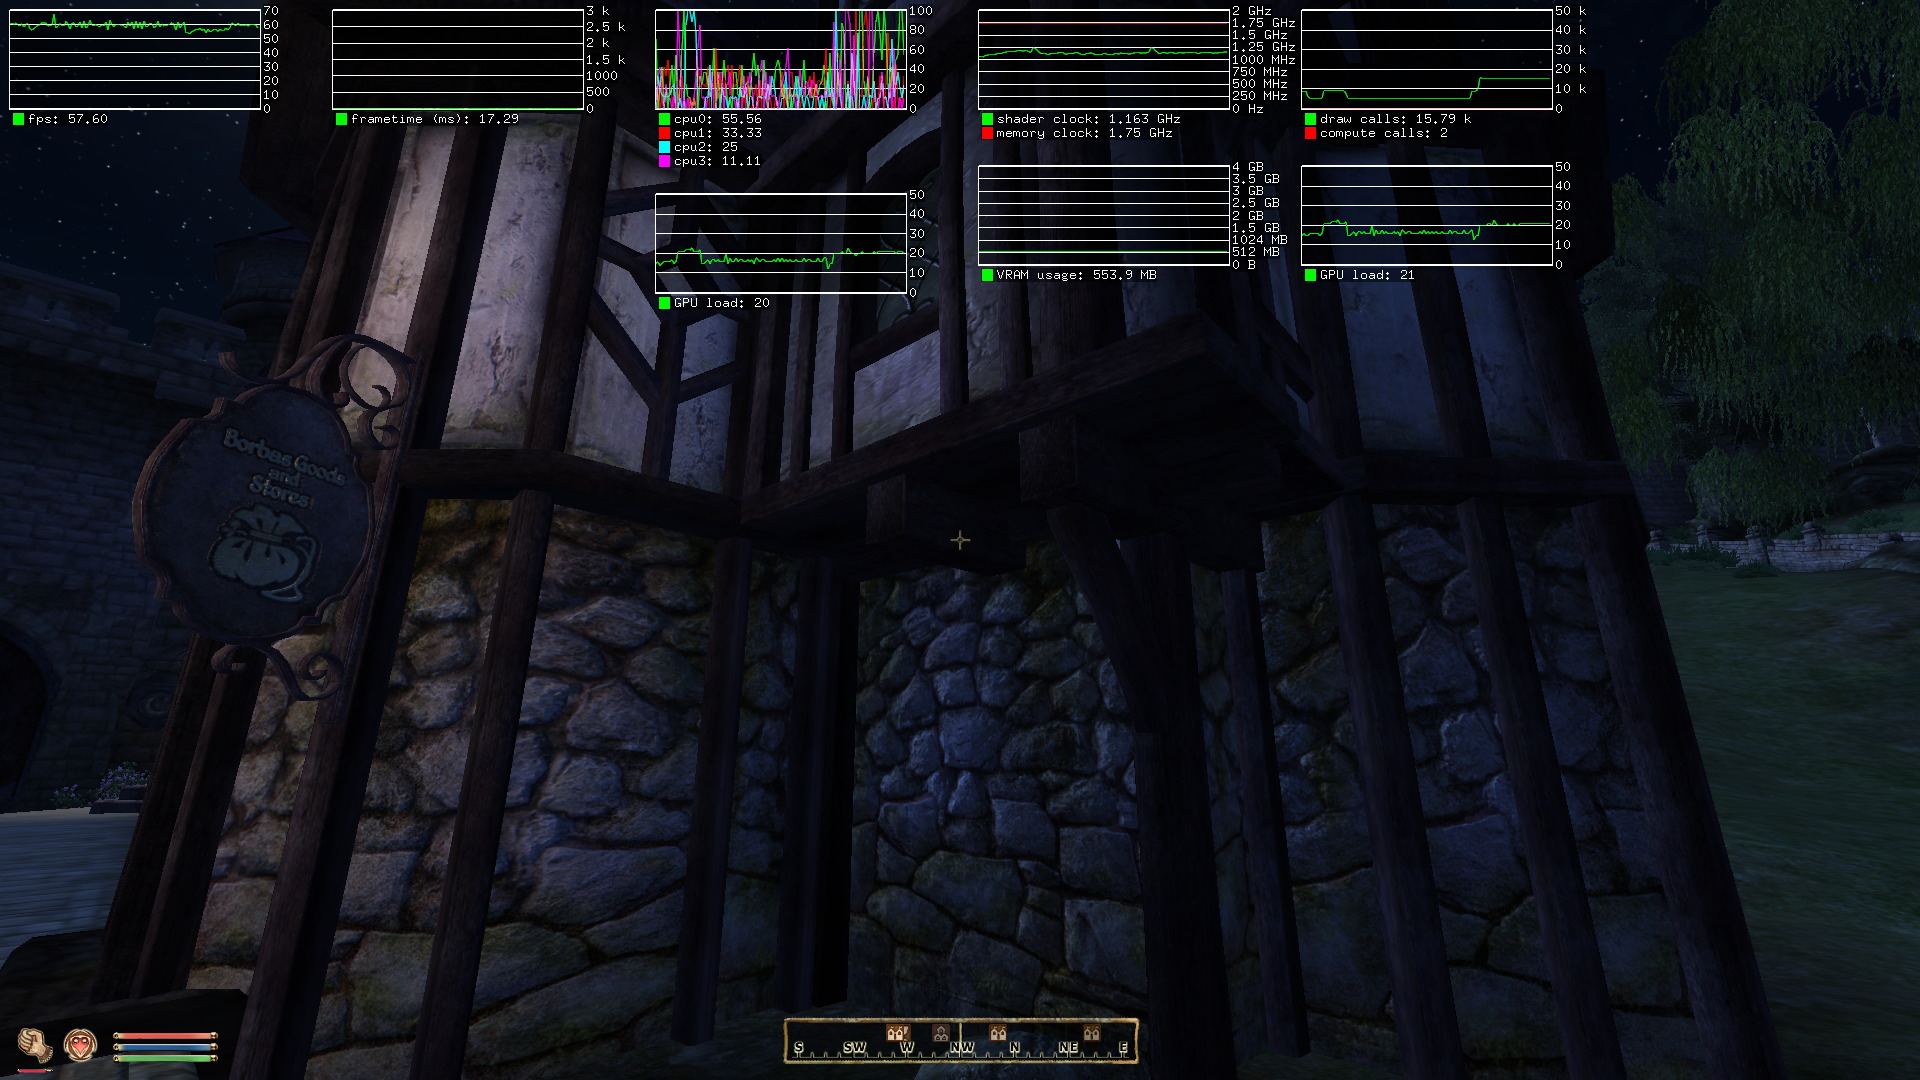 70
60
50
40
30
20
10
0
fps: 57.60
3 k
2.5 k
2 k
1.5 k
1000
500
0
frametime (ms): 17.29
100
80
60
40
20
0
cpu0: 55.56
cpu1: 33.33
cpu2: 25
cpu3: 11.11
2 GHz
1.75 GHz
1.5 GHz
1.25 GHz
1000 MHz
750 MHz
500 MHz
250 MHz
0 Hz
shader clock: 1.163 GHz
memory clock: 1.75 GHz
50 k
40 k
30 k
20 k
10 k
0
draw calls: 15.79 k
compute calls: 2
50
40
30
20
10
0
GPU load: 20
4 GB
3.5 GB
3 GB
2.5 GB
2 GB
1.5 GB
1024 MB
512 MB
0 B
VRAM usage: 553.9 MB
50
40
30
20
10
0
GPU load: 21
Borbas Goods
and
Stores
S SW W NW N NE E